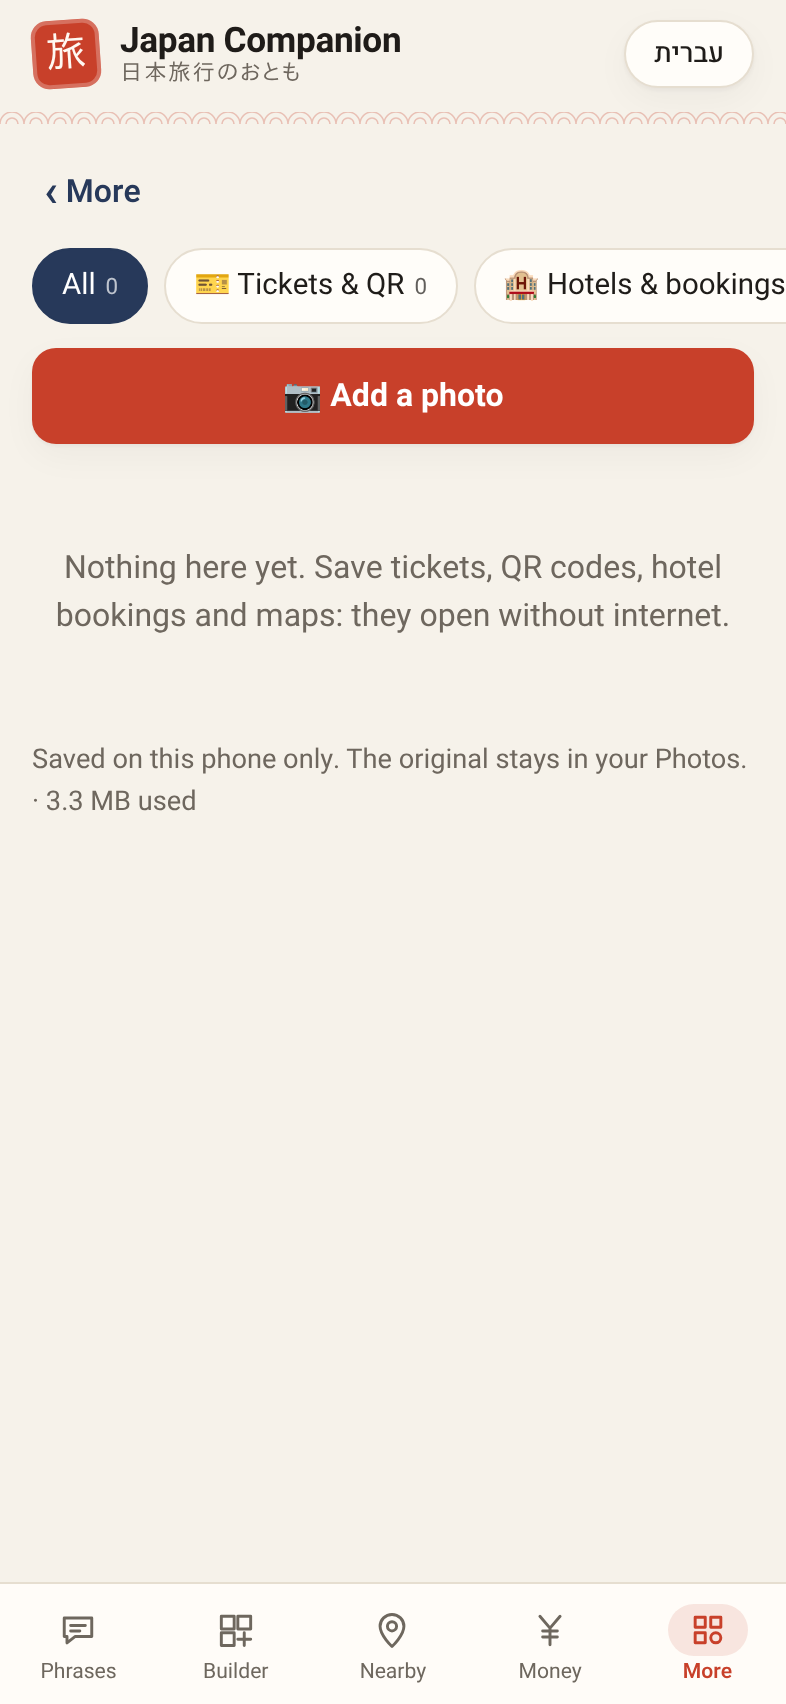 旅
Japan Companion
日本旅行のおとも
עברית
‹ More
All 0
🎫 Tickets & QR 0
🏨 Hotels & bookings
📷 Add a photo
Nothing here yet. Save tickets, QR codes, hotel
bookings and maps: they open without internet.
Saved on this phone only. The original stays in your Photos.
· 3.3 MB used
Phrases
Builder
Nearby
Money
More